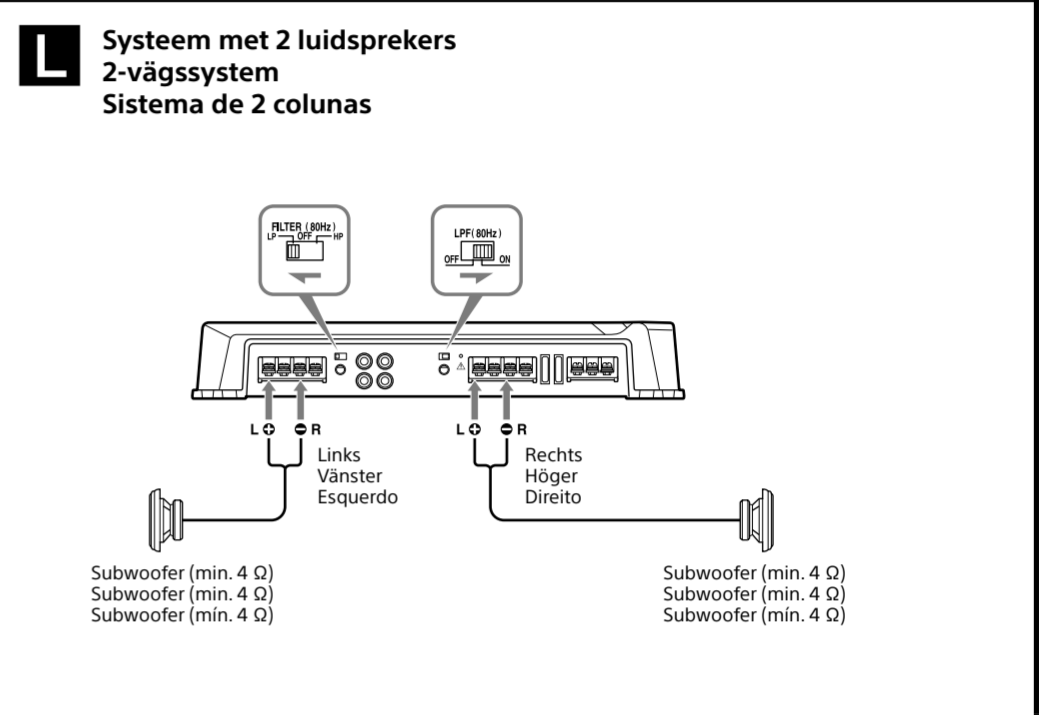 L
Systeem met 2 luidsprekers
2-vägssystem
Sistema de 2 colunas
FILTER (80Hz)
LP OFF HP
LPF(80Hz)
OFF ON
L + − R
Links
Vänster
Esquerdo
L + − R
Rechts
Höger
Direito
Subwoofer (min. 4 Ω)
Subwoofer (min. 4 Ω)
Subwoofer (mín. 4 Ω)
Subwoofer (min. 4 Ω)
Subwoofer (min. 4 Ω)
Subwoofer (mín. 4 Ω)